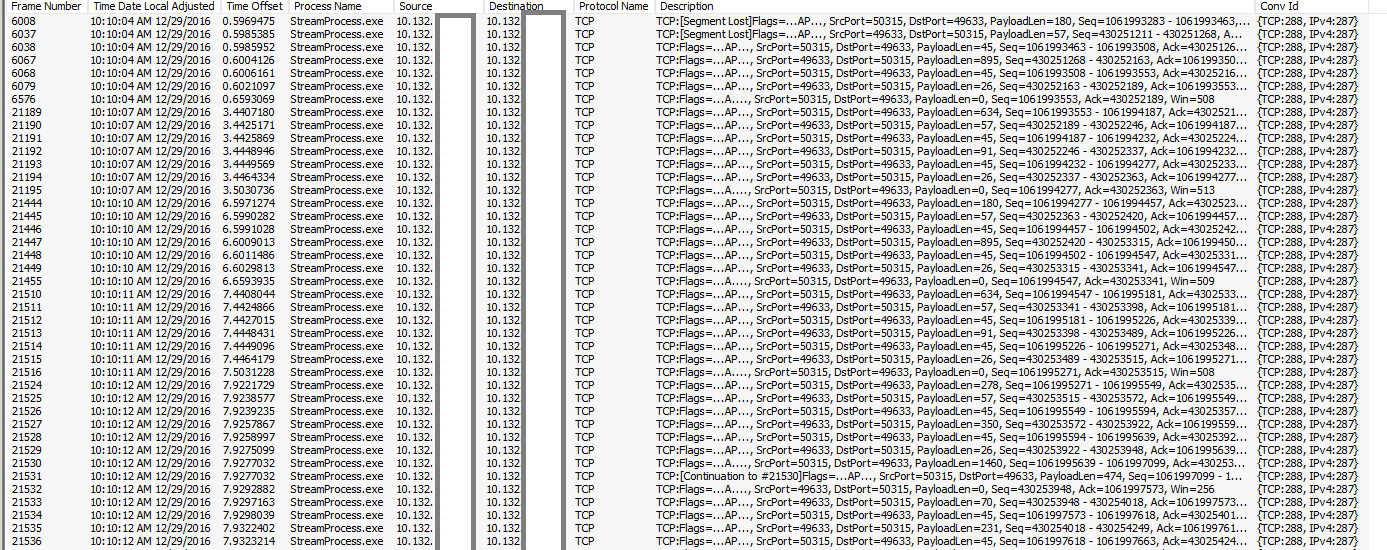 Frame Number Time Date Local Adjusted Time Offset Process Name Source Destination Protocol Name Description Conv Id
6008 10:10:04 AM 12/29/2016 0.5969475 StreamProcess.exe 10.132. 10.132. TCP TCP:[Segment Lost]Flags=...AP..., SrcPort=50315, DstPort=49633, PayloadLen=180, Seq=1061993283 - 1061993463,... {TCP:288, IPv4:287}
6037 10:10:04 AM 12/29/2016 0.5985385 StreamProcess.exe 10.132. 10.132. TCP TCP:[Segment Lost]Flags=...AP..., SrcPort=49633, DstPort=50315, PayloadLen=57, Seq=430251211 - 430251268, A... {TCP:288, IPv4:287}
6038 10:10:04 AM 12/29/2016 0.5985952 StreamProcess.exe 10.132. 10.132. TCP TCP:Flags=...AP..., SrcPort=50315, DstPort=49633, PayloadLen=45, Seq=1061993463 - 1061993508, Ack=43025126... {TCP:288, IPv4:287}
6067 10:10:04 AM 12/29/2016 0.6004126 StreamProcess.exe 10.132. 10.132. TCP TCP:Flags=...AP..., SrcPort=49633, DstPort=50315, PayloadLen=895, Seq=430251268 - 430252163, Ack=106199350... {TCP:288, IPv4:287}
6068 10:10:04 AM 12/29/2016 0.6006161 StreamProcess.exe 10.132. 10.132. TCP TCP:Flags=...AP..., SrcPort=50315, DstPort=49633, PayloadLen=45, Seq=1061993508 - 1061993553, Ack=43025216... {TCP:288, IPv4:287}
6079 10:10:04 AM 12/29/2016 0.6021097 StreamProcess.exe 10.132. 10.132. TCP TCP:Flags=...AP..., SrcPort=49633, DstPort=50315, PayloadLen=26, Seq=430252163 - 430252189, Ack=1061993553... {TCP:288, IPv4:287}
6576 10:10:04 AM 12/29/2016 0.6593069 StreamProcess.exe 10.132. 10.132. TCP TCP:Flags=...A...., SrcPort=50315, DstPort=49633, PayloadLen=0, Seq=1061993553, Ack=430252189, Win=508 {TCP:288, IPv4:287}
21189 10:10:07 AM 12/29/2016 3.4407180 StreamProcess.exe 10.132. 10.132. TCP TCP:Flags=...AP..., SrcPort=50315, DstPort=49633, PayloadLen=634, Seq=1061993553 - 1061994187, Ack=4302521... {TCP:288, IPv4:287}
21190 10:10:07 AM 12/29/2016 3.4425171 StreamProcess.exe 10.132. 10.132. TCP TCP:Flags=...AP..., SrcPort=49633, DstPort=50315, PayloadLen=57, Seq=430252189 - 430252246, Ack=1061994187... {TCP:288, IPv4:287}
21191 10:10:07 AM 12/29/2016 3.4425869 StreamProcess.exe 10.132. 10.132. TCP TCP:Flags=...AP..., SrcPort=50315, DstPort=49633, PayloadLen=45, Seq=1061994187 - 1061994232, Ack=43025224... {TCP:288, IPv4:287}
21192 10:10:07 AM 12/29/2016 3.4448946 StreamProcess.exe 10.132. 10.132. TCP TCP:Flags=...AP..., SrcPort=49633, DstPort=50315, PayloadLen=91, Seq=430252246 - 430252337, Ack=1061994232... {TCP:288, IPv4:287}
21193 10:10:07 AM 12/29/2016 3.4449569 StreamProcess.exe 10.132. 10.132. TCP TCP:Flags=...AP..., SrcPort=50315, DstPort=49633, PayloadLen=45, Seq=1061994232 - 1061994277, Ack=43025233... {TCP:288, IPv4:287}
21194 10:10:07 AM 12/29/2016 3.4464334 StreamProcess.exe 10.132. 10.132. TCP TCP:Flags=...AP..., SrcPort=49633, DstPort=50315, PayloadLen=26, Seq=430252337 - 430252363, Ack=1061994277... {TCP:288, IPv4:287}
21195 10:10:07 AM 12/29/2016 3.5030736 StreamProcess.exe 10.132. 10.132. TCP TCP:Flags=...A...., SrcPort=50315, DstPort=49633, PayloadLen=0, Seq=1061994277, Ack=430252363, Win=513 {TCP:288, IPv4:287}
21444 10:10:10 AM 12/29/2016 6.5971274 StreamProcess.exe 10.132. 10.132. TCP TCP:Flags=...AP..., SrcPort=50315, DstPort=49633, PayloadLen=180, Seq=1061994277 - 1061994457, Ack=4302523... {TCP:288, IPv4:287}
21445 10:10:10 AM 12/29/2016 6.5990282 StreamProcess.exe 10.132. 10.132. TCP TCP:Flags=...AP..., SrcPort=49633, DstPort=50315, PayloadLen=57, Seq=430252363 - 430252420, Ack=1061994457... {TCP:288, IPv4:287}
21446 10:10:10 AM 12/29/2016 6.5991028 StreamProcess.exe 10.132. 10.132. TCP TCP:Flags=...AP..., SrcPort=50315, DstPort=49633, PayloadLen=45, Seq=1061994457 - 1061994502, Ack=43025242... {TCP:288, IPv4:287}
21447 10:10:10 AM 12/29/2016 6.6009013 StreamProcess.exe 10.132. 10.132. TCP TCP:Flags=...AP..., SrcPort=49633, DstPort=50315, PayloadLen=895, Seq=430252420 - 430253315, Ack=106199450... {TCP:288, IPv4:287}
21448 10:10:10 AM 12/29/2016 6.6011486 StreamProcess.exe 10.132. 10.132. TCP TCP:Flags=...AP..., SrcPort=50315, DstPort=49633, PayloadLen=45, Seq=1061994502 - 1061994547, Ack=43025331... {TCP:288, IPv4:287}
21449 10:10:10 AM 12/29/2016 6.6029813 StreamProcess.exe 10.132. 10.132. TCP TCP:Flags=...AP..., SrcPort=49633, DstPort=50315, PayloadLen=26, Seq=430253315 - 430253341, Ack=1061994547... {TCP:288, IPv4:287}
21455 10:10:10 AM 12/29/2016 6.6593935 StreamProcess.exe 10.132. 10.132. TCP TCP:Flags=...A...., SrcPort=50315, DstPort=49633, PayloadLen=0, Seq=1061994547, Ack=430253341, Win=509 {TCP:288, IPv4:287}
21510 10:10:11 AM 12/29/2016 7.4408044 StreamProcess.exe 10.132. 10.132. TCP TCP:Flags=...AP..., SrcPort=50315, DstPort=49633, PayloadLen=634, Seq=1061994547 - 1061995181, Ack=4302533... {TCP:288, IPv4:287}
21511 10:10:11 AM 12/29/2016 7.4424866 StreamProcess.exe 10.132. 10.132. TCP TCP:Flags=...AP..., SrcPort=49633, DstPort=50315, PayloadLen=57, Seq=430253341 - 430253398, Ack=1061995181... {TCP:288, IPv4:287}
21512 10:10:11 AM 12/29/2016 7.4427015 StreamProcess.exe 10.132. 10.132. TCP TCP:Flags=...AP..., SrcPort=50315, DstPort=49633, PayloadLen=45, Seq=1061995181 - 1061995226, Ack=43025339... {TCP:288, IPv4:287}
21513 10:10:11 AM 12/29/2016 7.4448431 StreamProcess.exe 10.132. 10.132. TCP TCP:Flags=...AP..., SrcPort=49633, DstPort=50315, PayloadLen=91, Seq=430253398 - 430253489, Ack=1061995226... {TCP:288, IPv4:287}
21514 10:10:11 AM 12/29/2016 7.4449096 StreamProcess.exe 10.132. 10.132. TCP TCP:Flags=...AP..., SrcPort=50315, DstPort=49633, PayloadLen=45, Seq=1061995226 - 1061995271, Ack=43025348... {TCP:288, IPv4:287}
21515 10:10:11 AM 12/29/2016 7.4464179 StreamProcess.exe 10.132. 10.132. TCP TCP:Flags=...AP..., SrcPort=49633, DstPort=50315, PayloadLen=26, Seq=430253489 - 430253515, Ack=1061995271... {TCP:288, IPv4:287}
21516 10:10:11 AM 12/29/2016 7.5031228 StreamProcess.exe 10.132. 10.132. TCP TCP:Flags=...A...., SrcPort=50315, DstPort=49633, PayloadLen=0, Seq=1061995271, Ack=430253515, Win=508 {TCP:288, IPv4:287}
21524 10:10:12 AM 12/29/2016 7.9221729 StreamProcess.exe 10.132. 10.132. TCP TCP:Flags=...AP..., SrcPort=50315, DstPort=49633, PayloadLen=278, Seq=1061995271 - 1061995549, Ack=4302535... {TCP:288, IPv4:287}
21525 10:10:12 AM 12/29/2016 7.9238577 StreamProcess.exe 10.132. 10.132. TCP TCP:Flags=...AP..., SrcPort=49633, DstPort=50315, PayloadLen=57, Seq=430253515 - 430253572, Ack=1061995549... {TCP:288, IPv4:287}
21526 10:10:12 AM 12/29/2016 7.9239235 StreamProcess.exe 10.132. 10.132. TCP TCP:Flags=...AP..., SrcPort=50315, DstPort=49633, PayloadLen=45, Seq=1061995549 - 1061995594, Ack=43025357... {TCP:288, IPv4:287}
21527 10:10:12 AM 12/29/2016 7.9257867 StreamProcess.exe 10.132. 10.132. TCP TCP:Flags=...AP..., SrcPort=49633, DstPort=50315, PayloadLen=350, Seq=430253572 - 430253922, Ack=106199559... {TCP:288, IPv4:287}
21528 10:10:12 AM 12/29/2016 7.9258997 StreamProcess.exe 10.132. 10.132. TCP TCP:Flags=...AP..., SrcPort=50315, DstPort=49633, PayloadLen=45, Seq=1061995594 - 1061995639, Ack=43025392... {TCP:288, IPv4:287}
21529 10:10:12 AM 12/29/2016 7.9275099 StreamProcess.exe 10.132. 10.132. TCP TCP:Flags=...AP..., SrcPort=49633, DstPort=50315, PayloadLen=26, Seq=430253922 - 430253948, Ack=1061995639... {TCP:288, IPv4:287}
21530 10:10:12 AM 12/29/2016 7.9277032 StreamProcess.exe 10.132. 10.132. TCP TCP:Flags=...A...., SrcPort=50315, DstPort=49633, PayloadLen=1460, Seq=1061995639 - 1061997099, Ack=430253... {TCP:288, IPv4:287}
21531 10:10:12 AM 12/29/2016 7.9277032 StreamProcess.exe 10.132. 10.132. TCP TCP:[Continuation to #21530]Flags=...AP..., SrcPort=50315, DstPort=49633, PayloadLen=474, Seq=1061997099 - 1... {TCP:288, IPv4:287}
21532 10:10:12 AM 12/29/2016 7.9292882 StreamProcess.exe 10.132. 10.132. TCP TCP:Flags=...A...., SrcPort=49633, DstPort=50315, PayloadLen=0, Seq=430253948, Ack=1061997573, Win=256 {TCP:288, IPv4:287}
21533 10:10:12 AM 12/29/2016 7.9297163 StreamProcess.exe 10.132. 10.132. TCP TCP:Flags=...AP..., SrcPort=49633, DstPort=50315, PayloadLen=70, Seq=430253948 - 430254018, Ack=1061997573... {TCP:288, IPv4:287}
21534 10:10:12 AM 12/29/2016 7.9298039 StreamProcess.exe 10.132. 10.132. TCP TCP:Flags=...AP..., SrcPort=50315, DstPort=49633, PayloadLen=45, Seq=1061997573 - 1061997618, Ack=43025401... {TCP:288, IPv4:287}
21535 10:10:12 AM 12/29/2016 7.9322402 StreamProcess.exe 10.132. 10.132. TCP TCP:Flags=...AP..., SrcPort=49633, DstPort=50315, PayloadLen=231, Seq=430254018 - 430254249, Ack=106199761... {TCP:288, IPv4:287}
21536 10:10:12 AM 12/29/2016 7.9323214 StreamProcess.exe 10.132. 10.132. TCP TCP:Flags=...AP..., SrcPort=50315, DstPort=49633, PayloadLen=45, Seq=1061997618 - 1061997663, Ack=43025424... {TCP:288, IPv4:287}